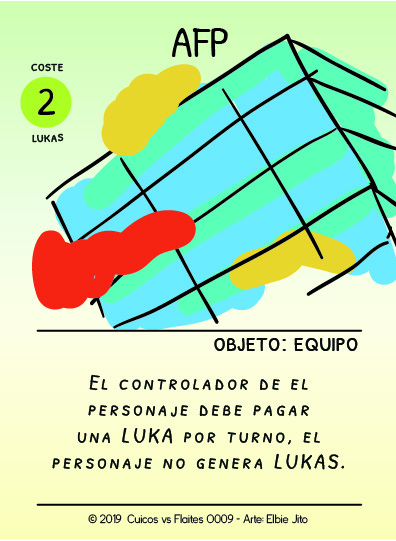 AFP
COSTE
2
LUKAS
OBJETO: EQUIPO
El controlador de el
personaje debe pagar
una LUKA por turno, el
personaje no genera LUKAS.
© 2019 Cuicos vs Flaites 0009 - Arte: Elbie Jito